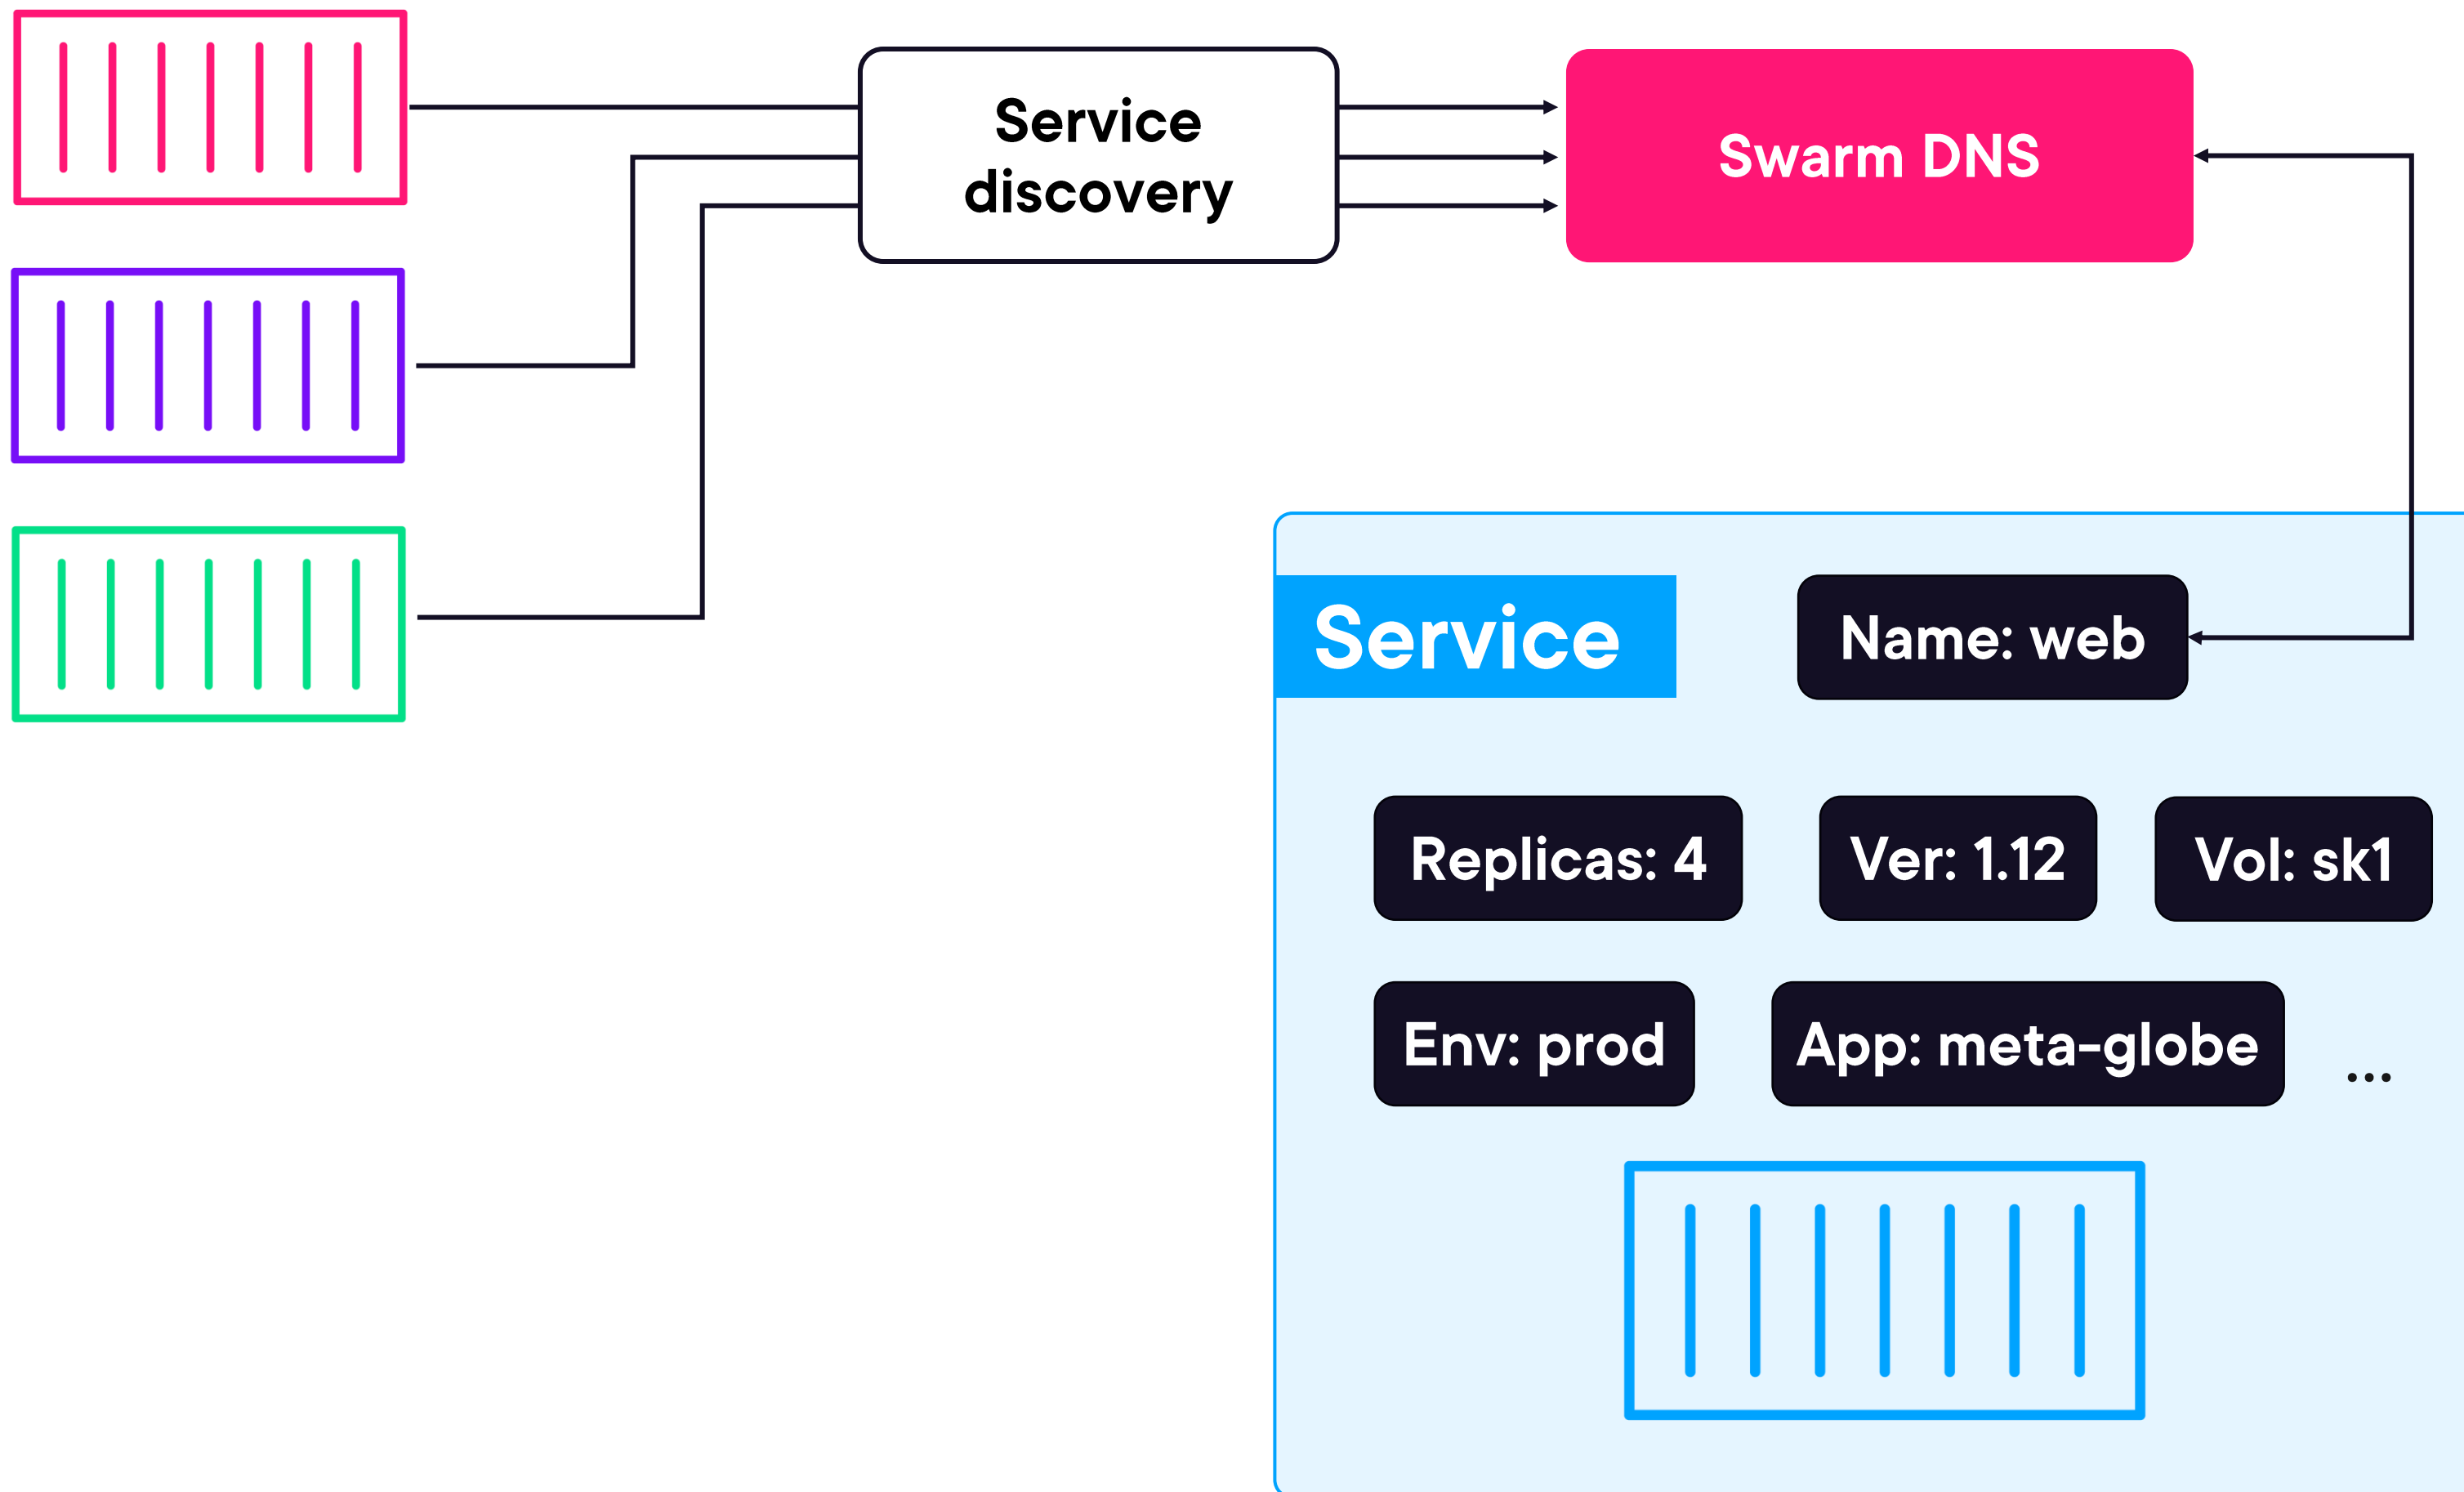 Service
discovery
Swarm DNS
Service
Name: web
Replicas: 4
Ver: 1.12
Vol: sk1
Env: prod
App: meta-globe
...